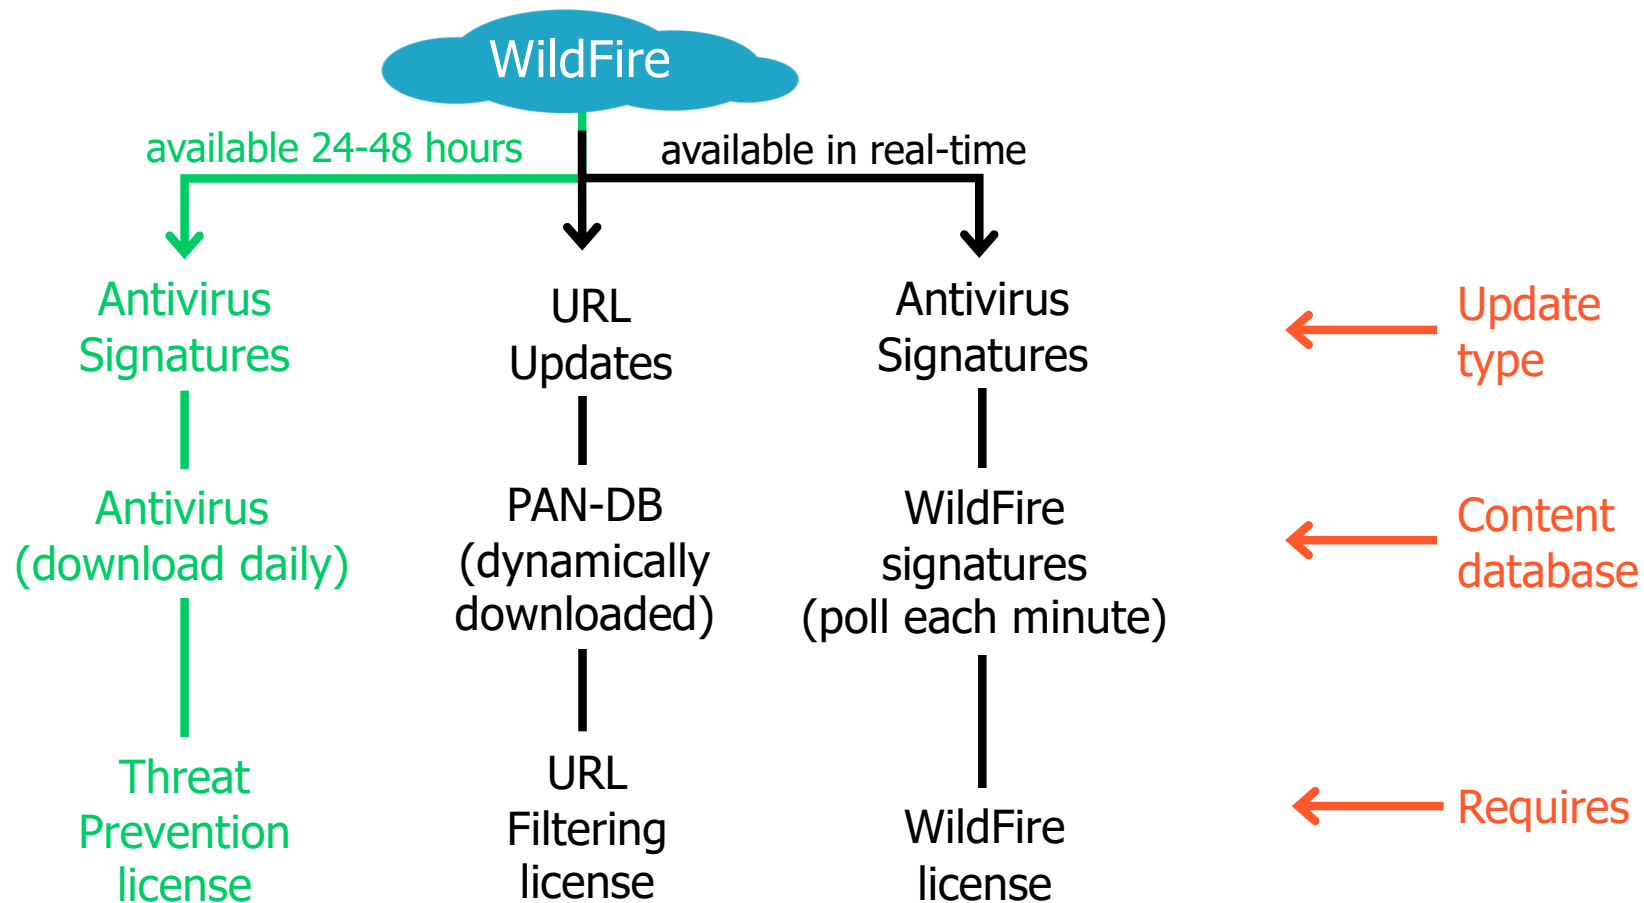 WildFire
available 24-48 hours
available in real-time
Antivirus
Signatures
URL
Updates
Antivirus
Signatures
Update
type
Antivirus
(download daily)
PAN-DB
(dynamically
downloaded)
WildFire
signatures
(poll each minute)
Content
database
Threat
Prevention
license
URL
Filtering
license
WildFire
license
Requires